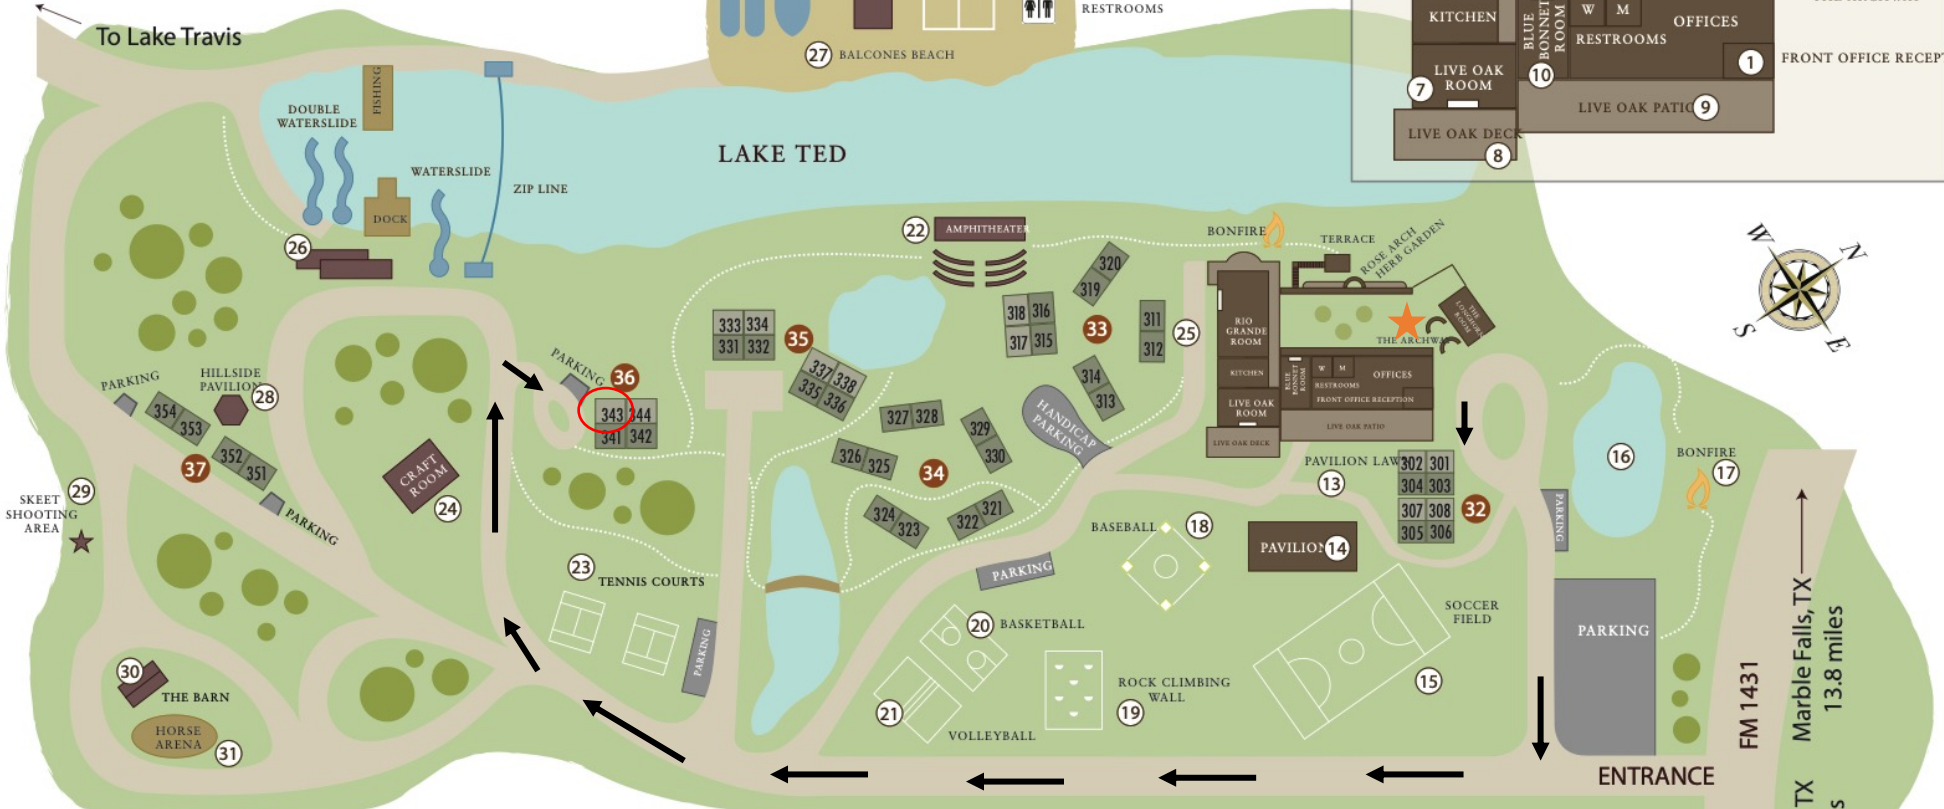 To Lake Travis
RESTROOMS
27 BALCONES BEACH
KITCHEN
BLUE
BONNET
ROOM
W M
RESTROOMS
OFFICES
1
10
LIVE OAK
ROOM
7
LIVE OAK PATIO
9
LIVE OAK DECK
8
FISHING
DOUBLE
WATERSLIDE
WATERSLIDE
ZIP LINE
DOCK
26
LAKE TED
22 AMPHITHEATER
BONFIRE
TERRACE
ROSE ARCH
HERB GARDEN
W N
S E
320
319
318 316
317 315
33
311
312
25
314
313
RIO
GRANDE
ROOM
KITCHEN
LIVE OAK
ROOM
LIVE OAK DECK
BLUE
BONNET
ROOM
W M
RESTROOMS
OFFICES
FRONT OFFICE RECEPTION
LIVE OAK PATIO
THE
LONGHORN
ROOM
333 334
331 332
35
337 338
335 336
PARKING
36
343 344
341 342
HANDICAP
PARKING
327 328
329
330
326 325
34
324 323
322 321
PARKING
HILLSIDE
PAVILION
28
354
353
352
351
37
PARKING
CRAFT
ROOM
24
29
SKEET
SHOOTING
AREA
PAVILION
13
302 301
304 303
307 308
305 306
32
PARKING
16
BONFIRE
17
BASEBALL
18
PAVILION
14
PARKING
23
TENNIS COURTS
PARKING
20 BASKETBALL
21
VOLLEYBALL
ROCK CLIMBING
WALL
19
SOCCER
FIELD
15
PARKING
30
THE BARN
HORSE
ARENA
31
ENTRANCE
FM 1431
Marble Falls, TX
13.8 miles
TX